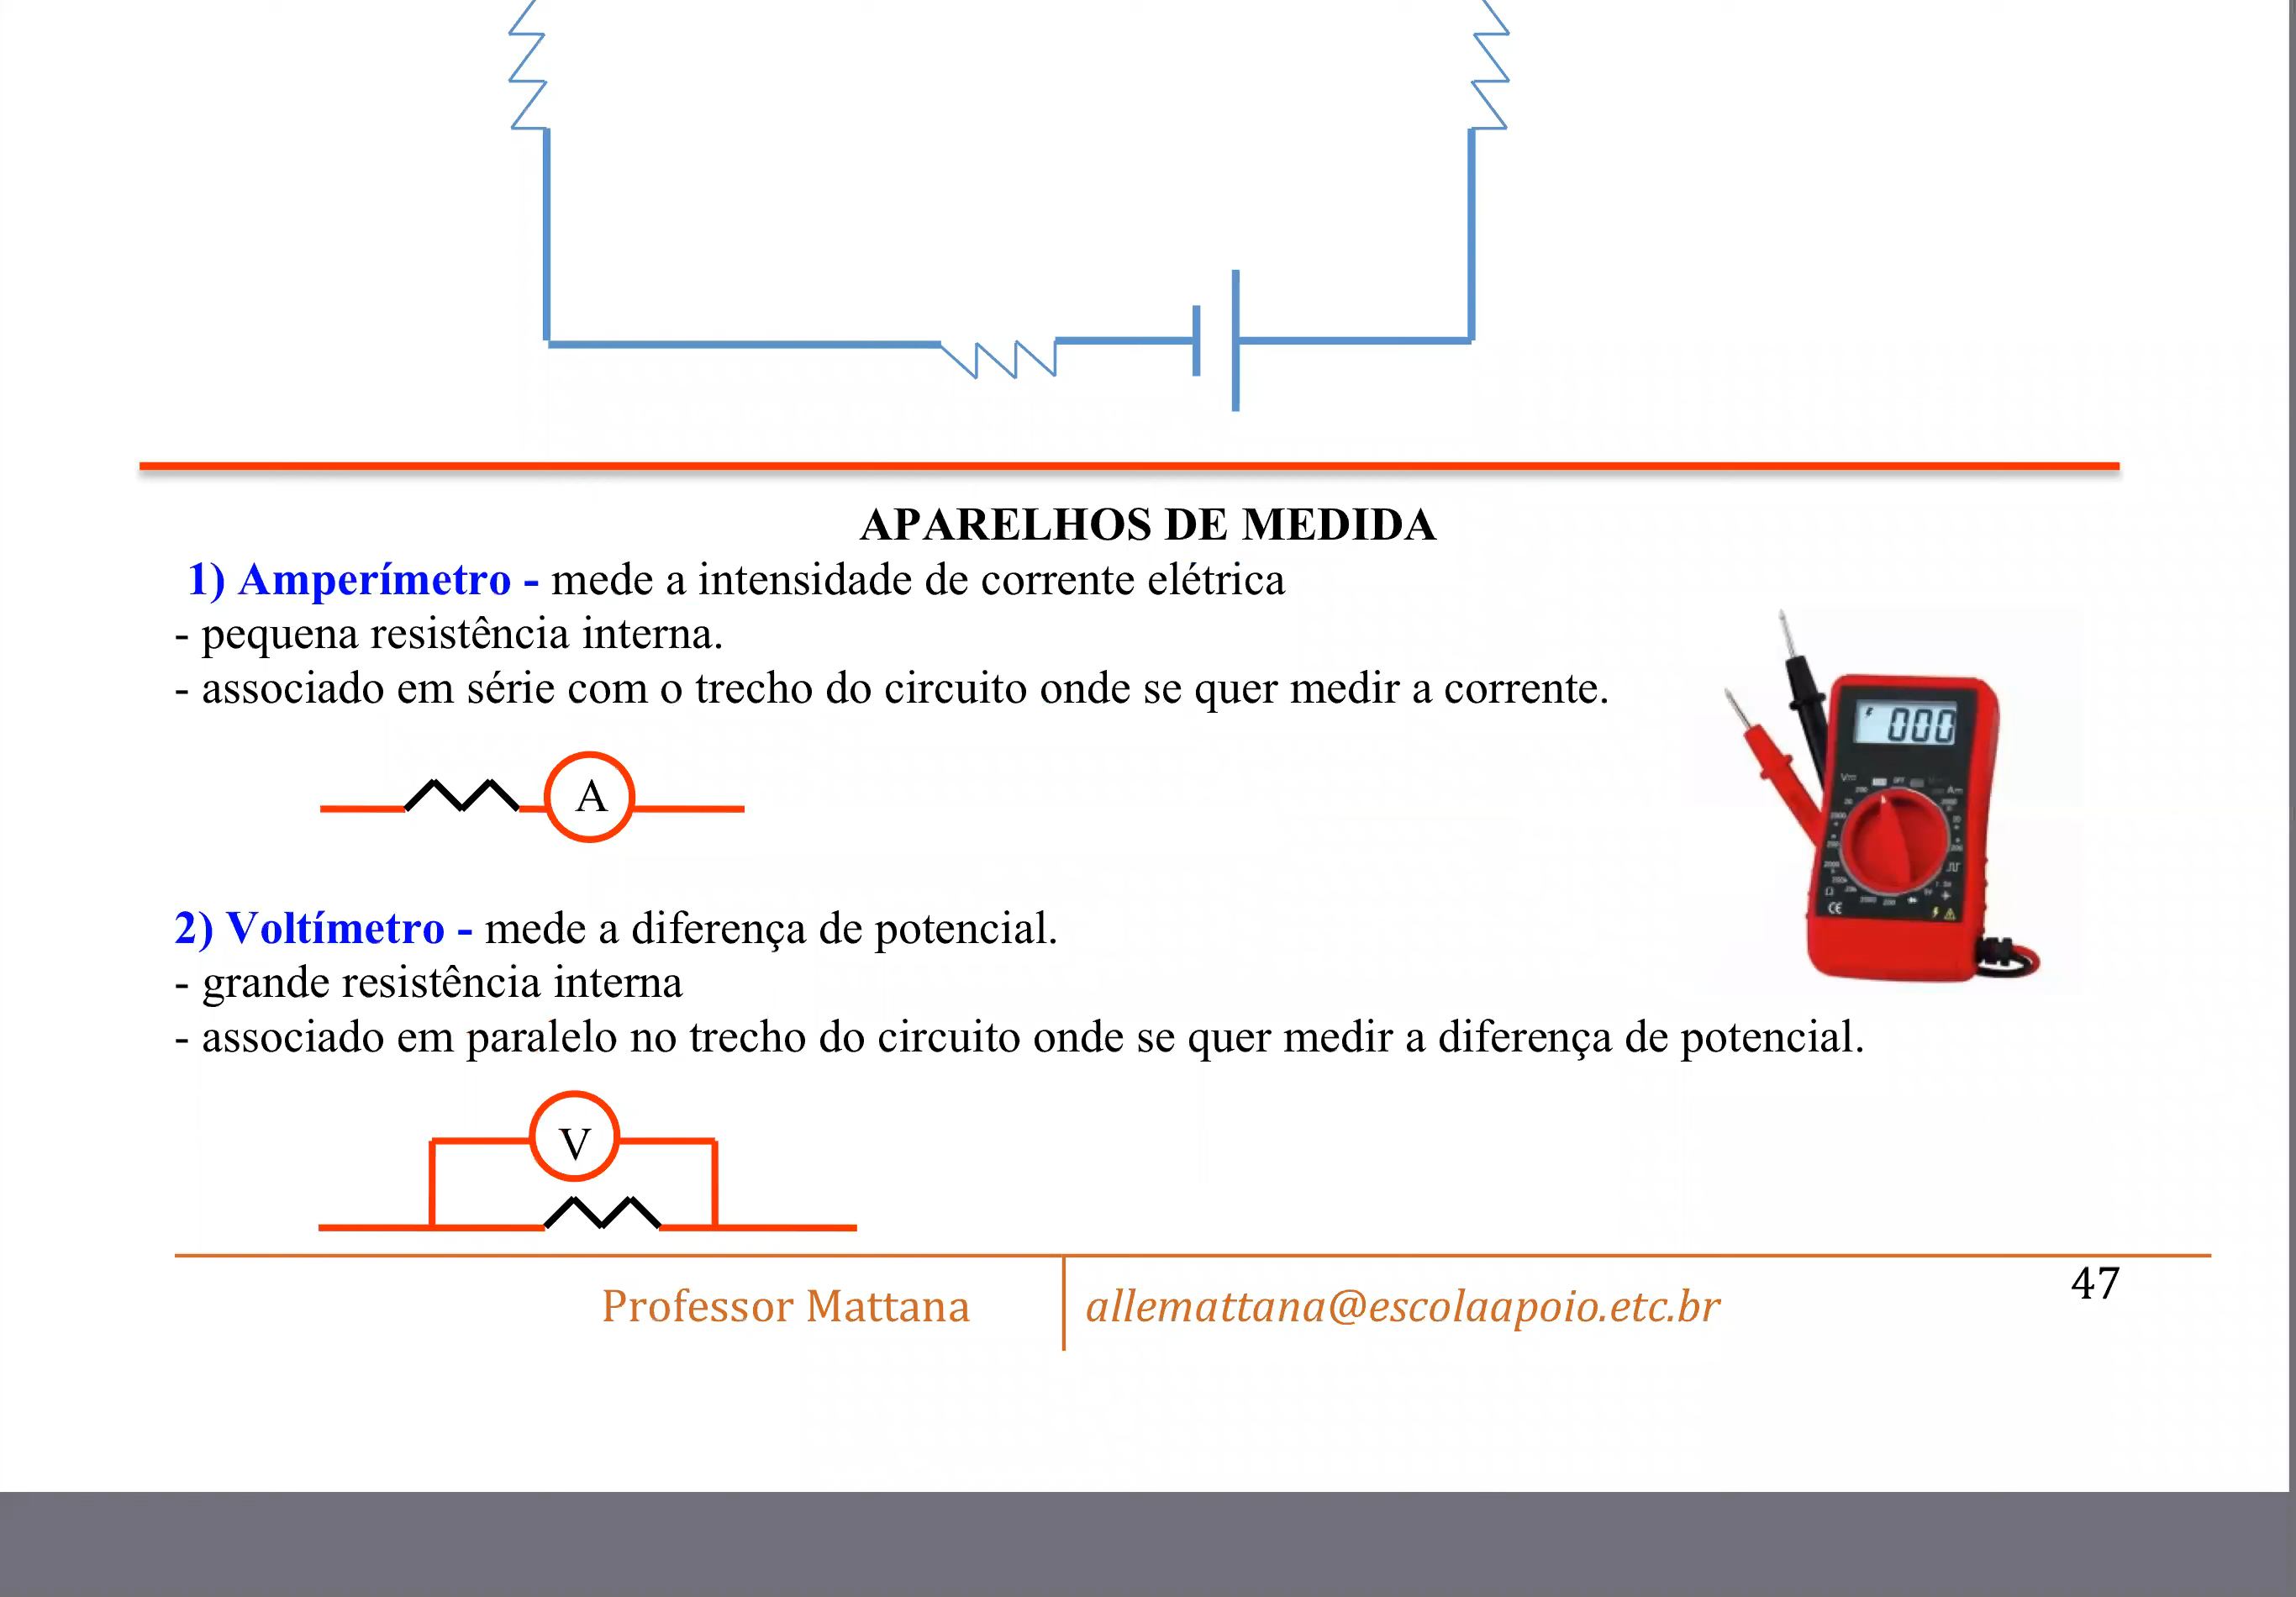 APARELHOS DE MEDIDA
1) Amperímetro - mede a intensidade de corrente elétrica
- pequena resistência interna.
- associado em série com o trecho do circuito onde se quer medir a corrente.
000
A
2) Voltímetro - mede a diferença de potencial.
- grande resistência interna
- associado em paralelo no trecho do circuito onde se quer medir a diferença de potencial.
V
Professor Mattana
allemattana@escolaapoio.etc.br
47